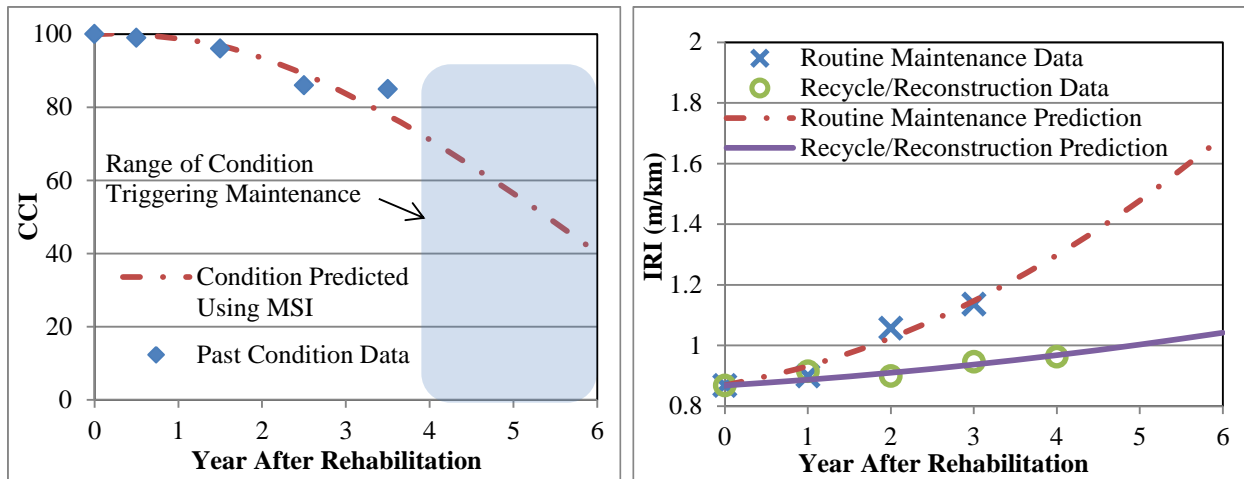 100
80
60
40
20
0
CCI
Range of Condition
Triggering Maintenance
Condition Predicted
Using MSI
Past Condition Data
0 1 2 3 4 5 6
Year After Rehabilitation
2
1.8
1.6
1.4
1.2
1
0.8
IRI (m/km)
Routine Maintenance Data
Recycle/Reconstruction Data
Routine Maintenance Prediction
Recycle/Reconstruction Prediction
0 1 2 3 4 5 6
Year After Rehabilitation